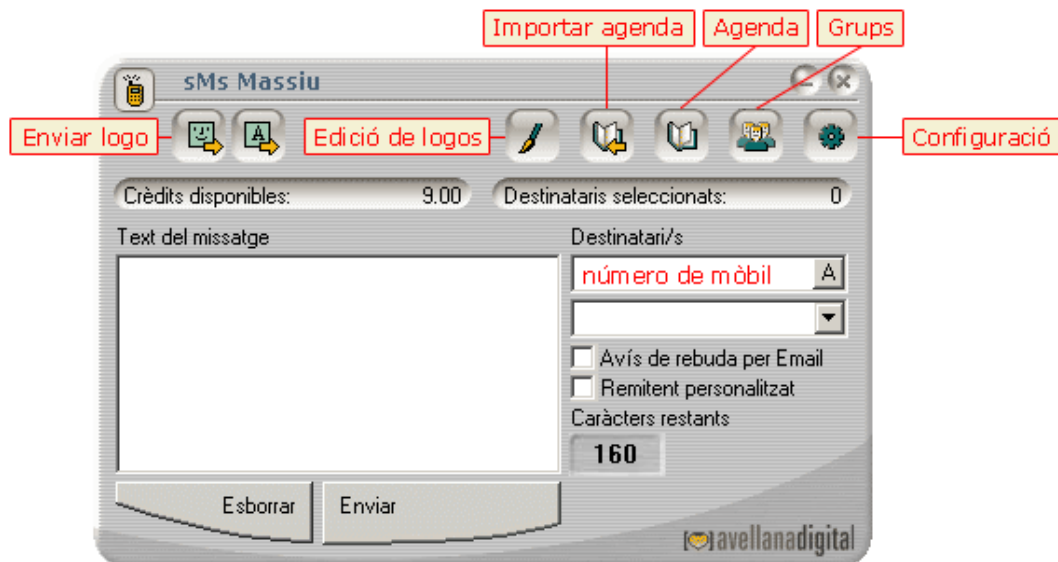 Importar agenda
Agenda
Grups
sMs Massiu
Enviar logo
A
Edició de logos
Configuració
Crèdits disponibles: 9.00
Destinataris seleccionats: 0
Text del missatge
Destinatari/s
número de mòbil
A
Avís de rebuda per Email
Remitent personalitzat
Caràcters restants
160
Esborrar
Enviar
avellanadigital